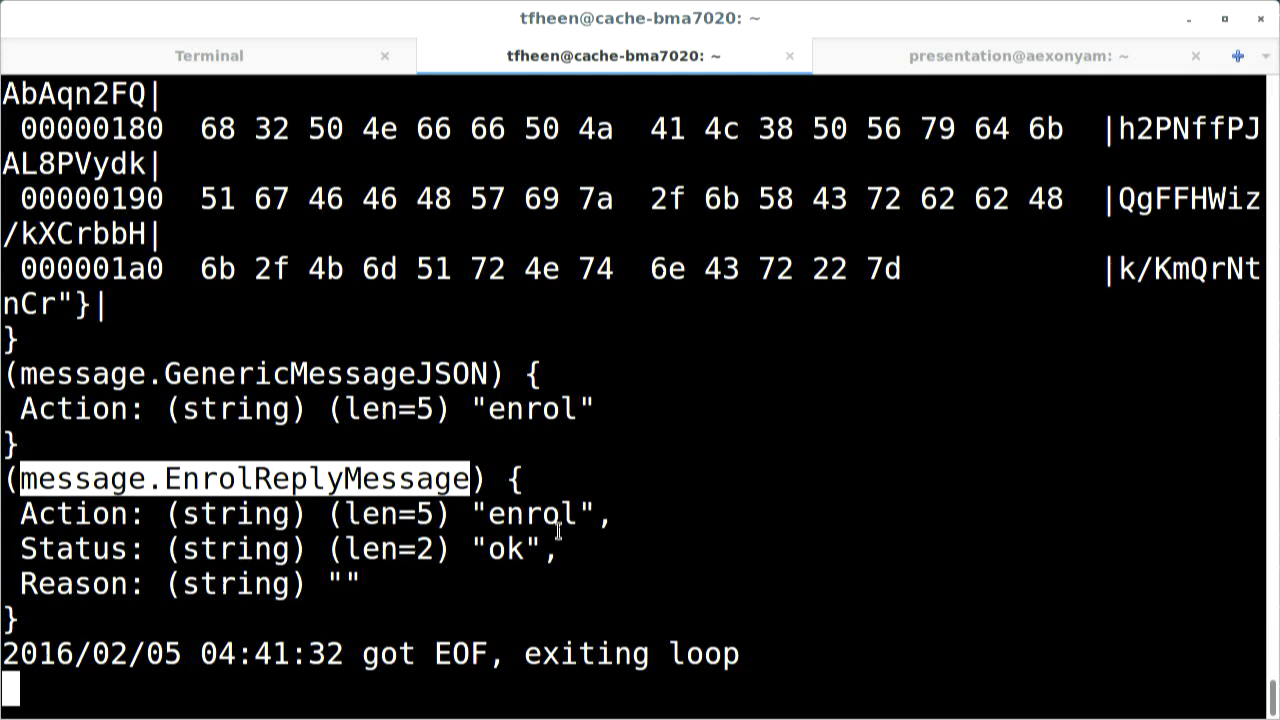 tfheen@cache-bma7020: ~
Terminal
tfheen@cache-bma7020: ~
presentation@aexonyam: ~
AbAqn2FQ|
00000180  68 32 50 4e 66 66 50 4a  41 4c 38 50 56 79 64 6b  |h2PNffPJ
AL8PVydk|
00000190  51 67 46 46 48 57 69 7a  2f 6b 58 43 72 62 62 48  |QgFFHWiz
/kXCrbbH|
000001a0  6b 2f 4b 6d 51 72 4e 74  6e 43 72 22 7d           |k/KmQrNt
nCr"}|
}
(message.GenericMessageJSON) {
Action: (string) (len=5) "enrol"
}
(message.EnrolReplyMessage) {
Action: (string) (len=5) "enrol",
Status: (string) (len=2) "ok",
Reason: (string) ""
}
2016/02/05 04:41:32 got EOF, exiting loop